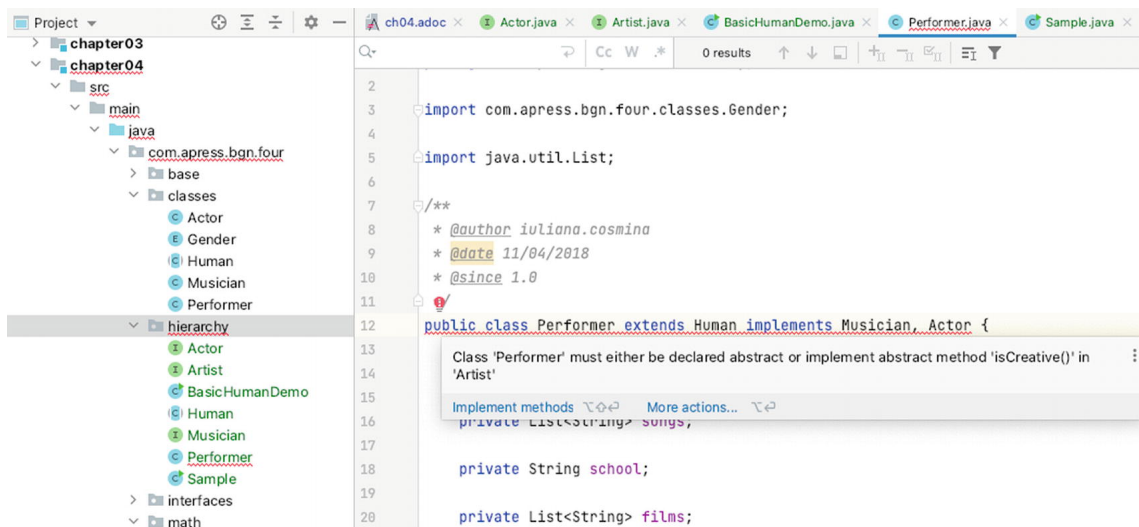 Project
chapter03
chapter04
src
main
java
com.apress.bgn.four
base
classes
Actor
Gender
Human
Musician
Performer
hierarchy
Actor
Artist
BasicHumanDemo
Human
Musician
Performer
Sample
interfaces
math
ch04.adoc Actor.java Artist.java BasicHumanDemo.java Performer.java Sample.java
Cc W .* 0 results
2
3 import com.apress.bgn.four.classes.Gender;
4
5 import java.util.List;
6
7 /**
8 * @author iuliana.cosmina
9 * @date 11/04/2018
10 * @since 1.0
11 */
12 public class Performer extends Human implements Musician, Actor {
13
Class 'Performer' must either be declared abstract or implement abstract method 'isCreative()' in
14
'Artist'
15
Implement methods ⌥⇧⏎ More actions... ⌥⏎
16 private List<String> songs;
17
18 private String school;
19
20 private List<String> films;